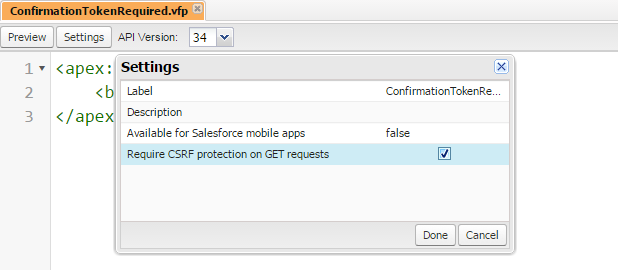 ConfirmationTokenRequired.vfp
Preview Settings API Version: 34
1 <apex:
Settings
Label ConfirmationTokenRe...
2 <b
Description
3 </apex
Available for Salesforce mobile apps false
Require CSRF protection on GET requests
Done Cancel